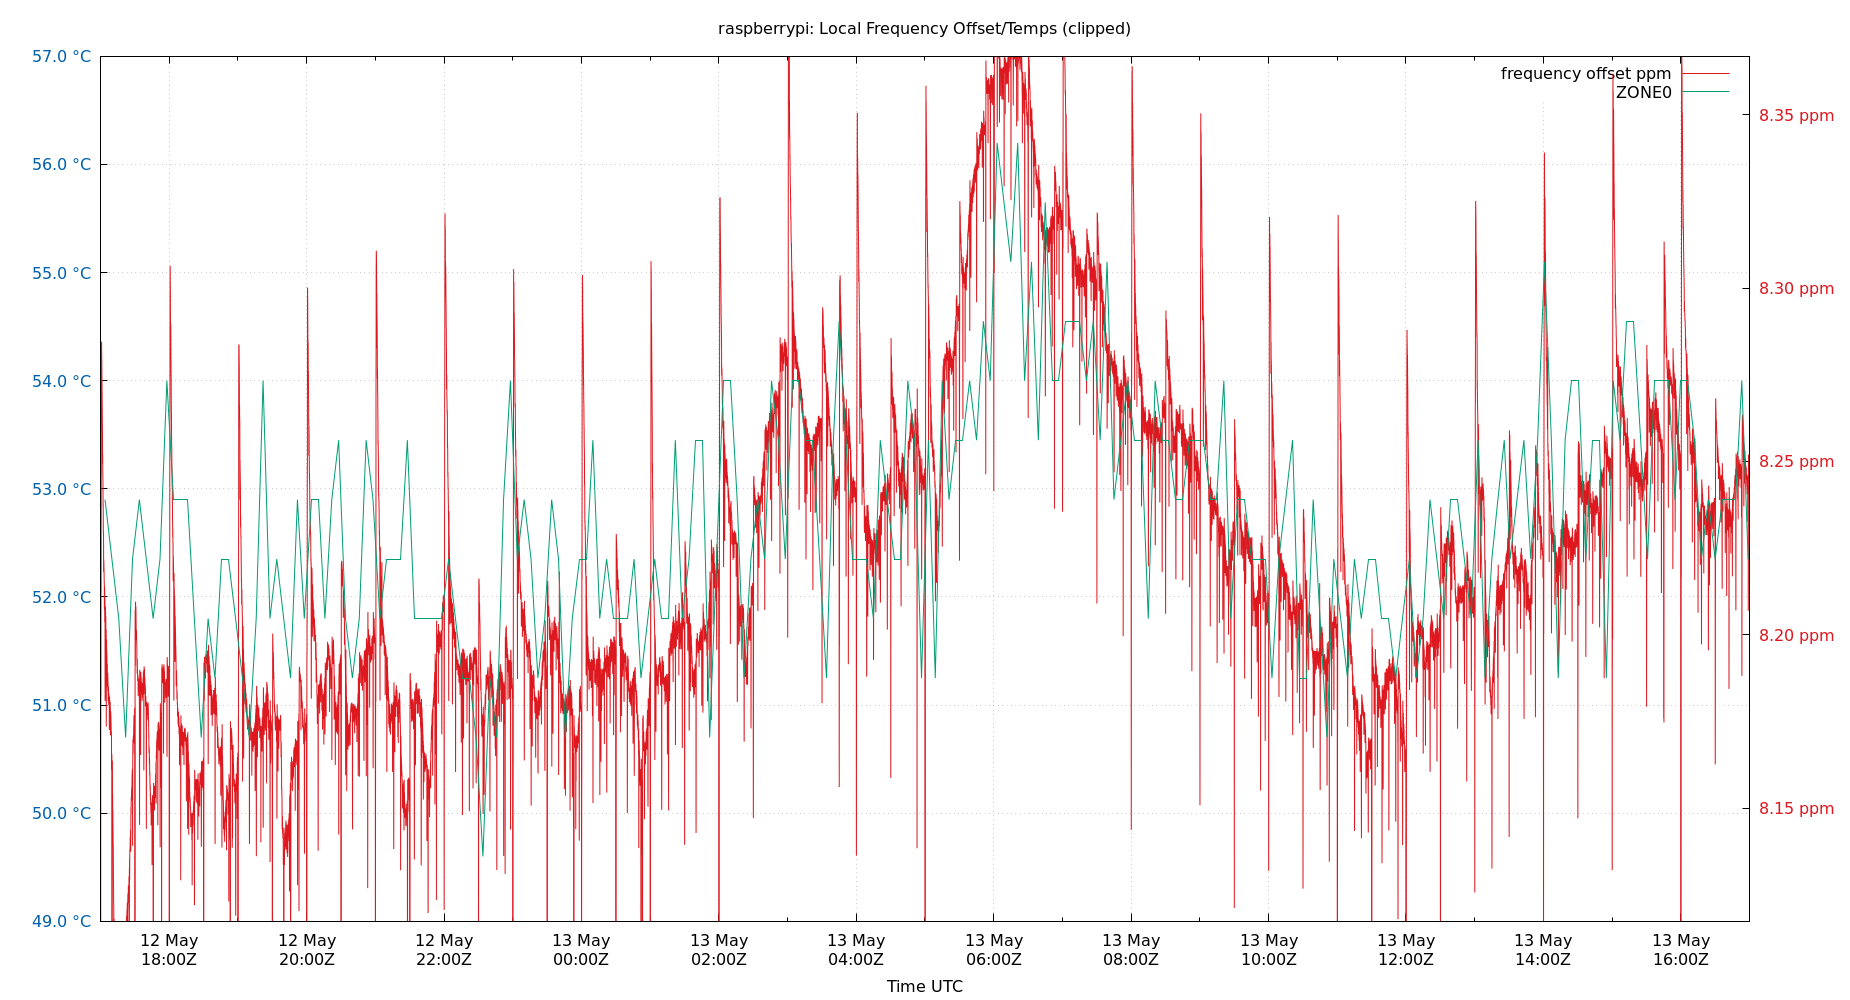 raspberrypi: Local Frequency Offset/Temps (clipped)
57.0 °C
56.0 °C
55.0 °C
54.0 °C
53.0 °C
52.0 °C
51.0 °C
50.0 °C
49.0 °C
frequency offset ppm
ZONE0
8.35 ppm
8.30 ppm
8.25 ppm
8.20 ppm
8.15 ppm
12 May 12 May 12 May 13 May 13 May 13 May 13 May 13 May 13 May 13 May 13 May 13 May
18:00Z 20:00Z 22:00Z 00:00Z 02:00Z 04:00Z 06:00Z 08:00Z 10:00Z 12:00Z 14:00Z 16:00Z
Time UTC